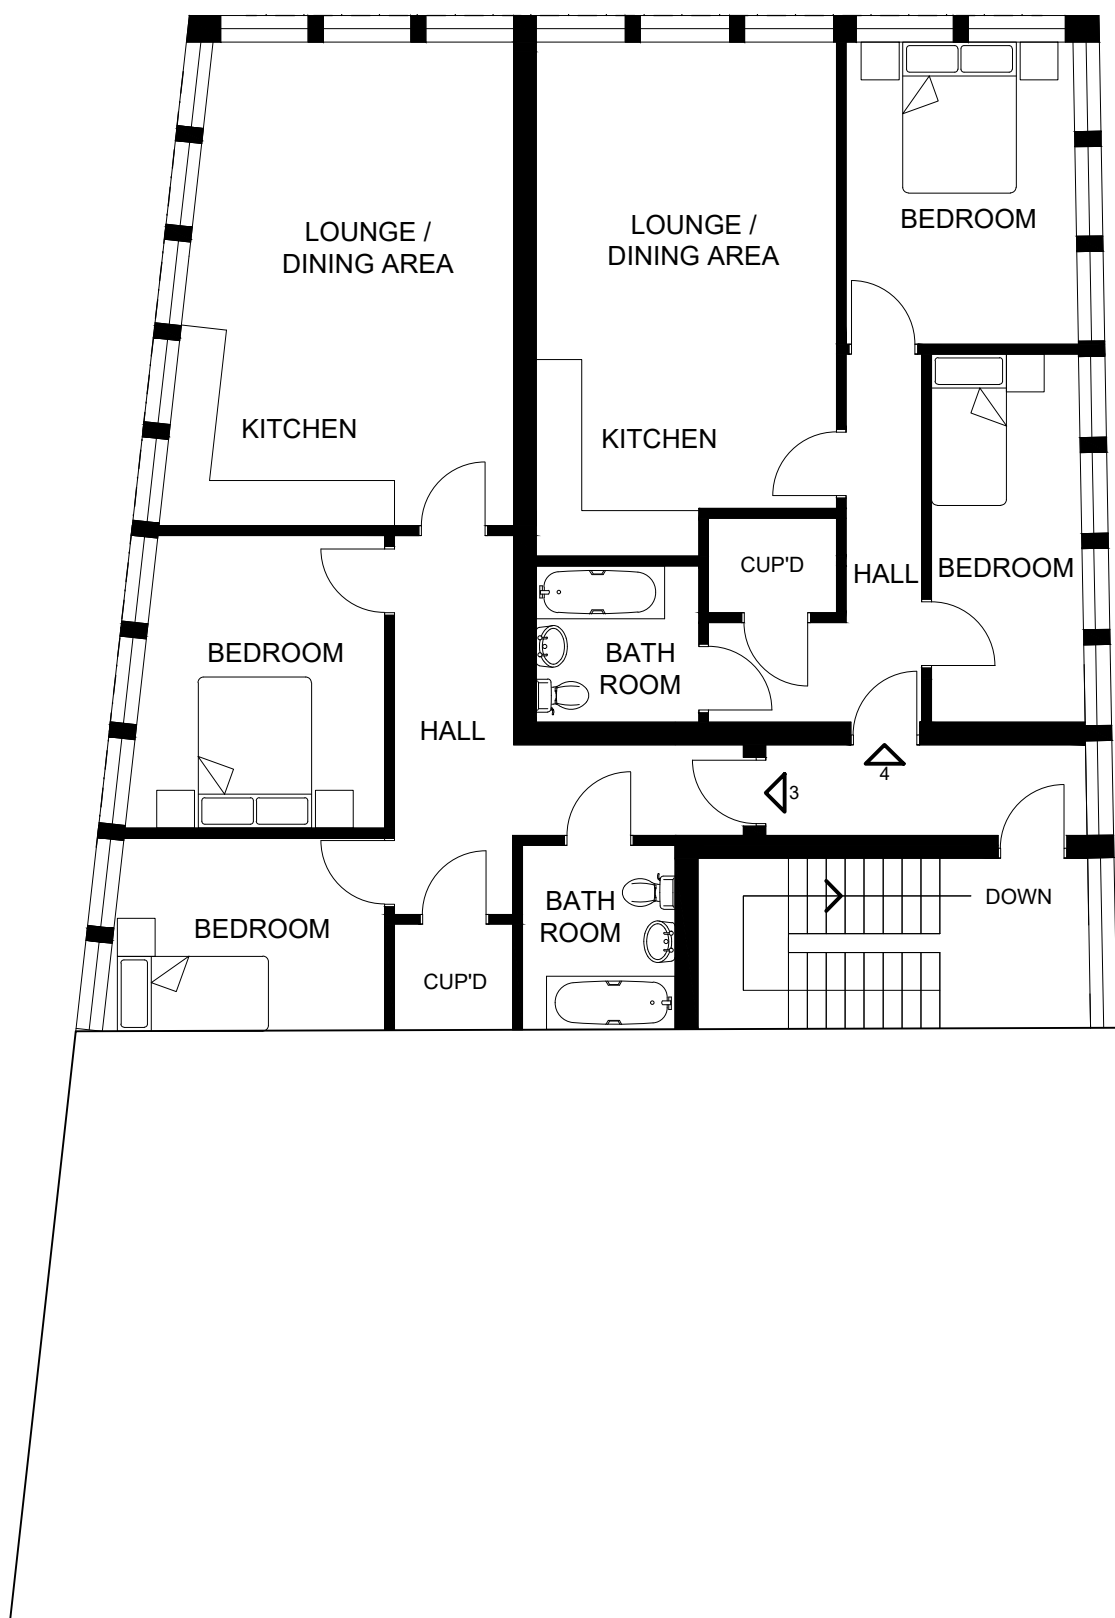 LOUNGE /
DINING AREA
LOUNGE /
DINING AREA
BEDROOM
KITCHEN
KITCHEN
CUP'D
HALL
BEDROOM
BEDROOM
BATH
ROOM
HALL
4
3
BEDROOM
BATH
ROOM
DOWN
CUP'D